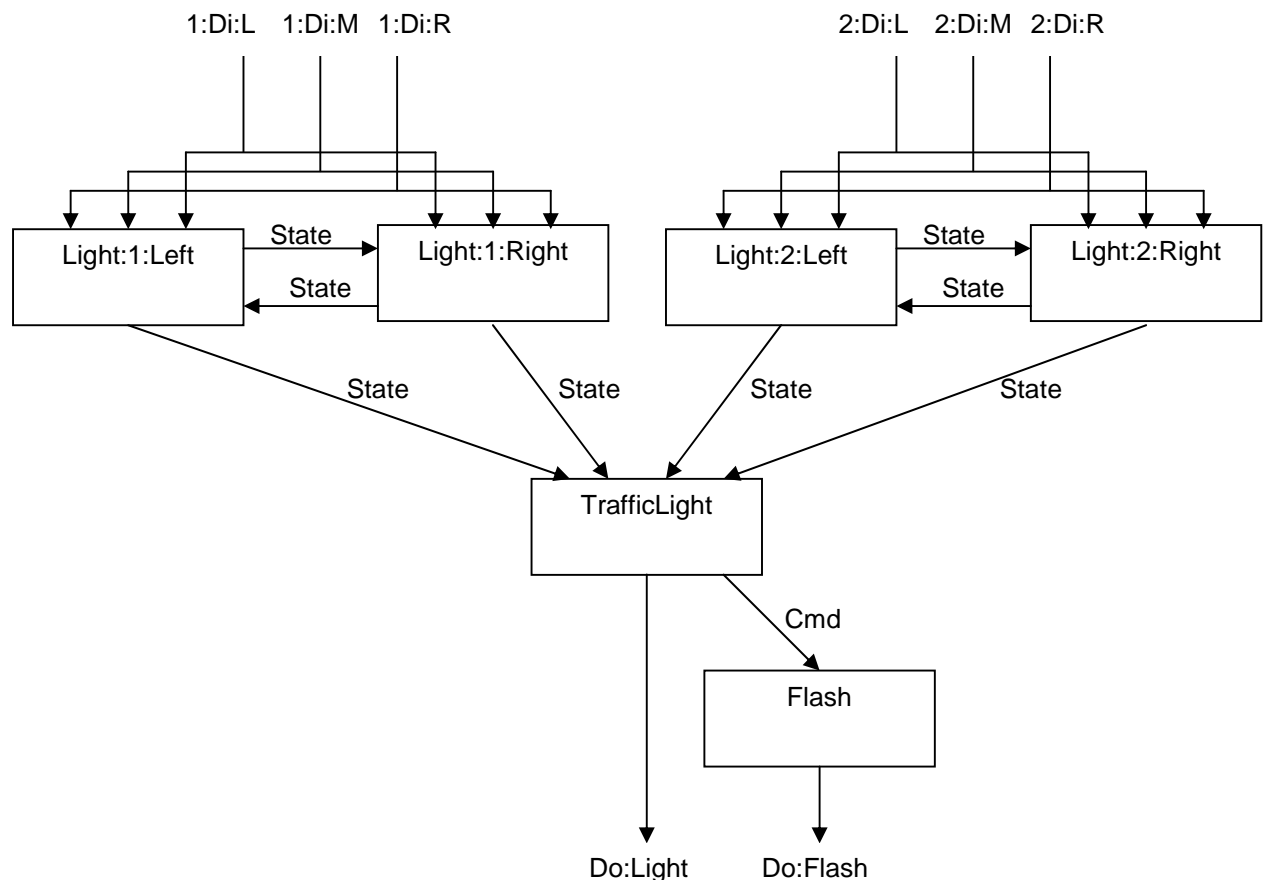 1:Di:L 1:Di:M 1:Di:R 2:Di:L 2:Di:M 2:Di:R
Light:1:Left State Light:1:Right Light:2:Left State Light:2:Right
State State
State State State State
TrafficLight
Cmd
Flash
Do:Light Do:Flash